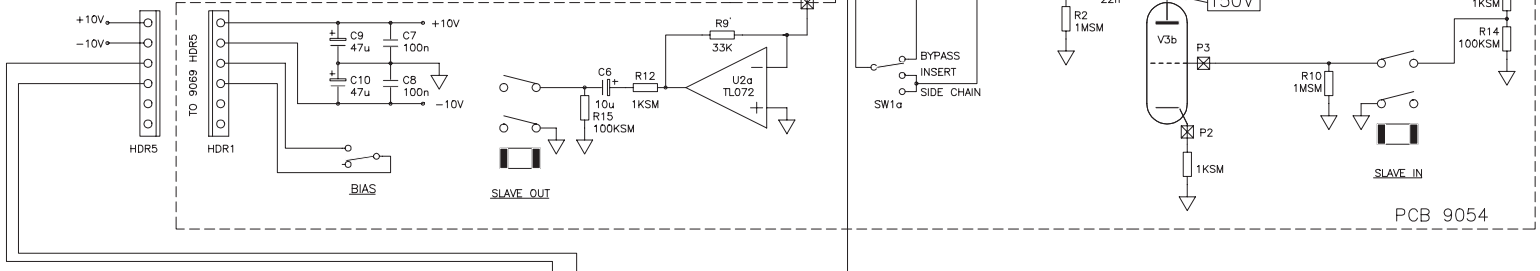 +10V
-10V
HDR5
TO 9069 HDR5
HDR1
+
C9
47u
C7
100n
+10V
+
C10
47u
C8
100n
-10V
BIAS
SLAVE OUT
C6
+
10u
R15
100KSM
R12
1KSM
R9'
33K
U2a
TL072
-
+
BYPASS
INSERT
SIDE CHAIN
SW1a
R2
1MSM
22n
150V
V3b
P3
P2
1KSM
R10
1MSM
1KSM
R14
100KSM
SLAVE IN
PCB 9054